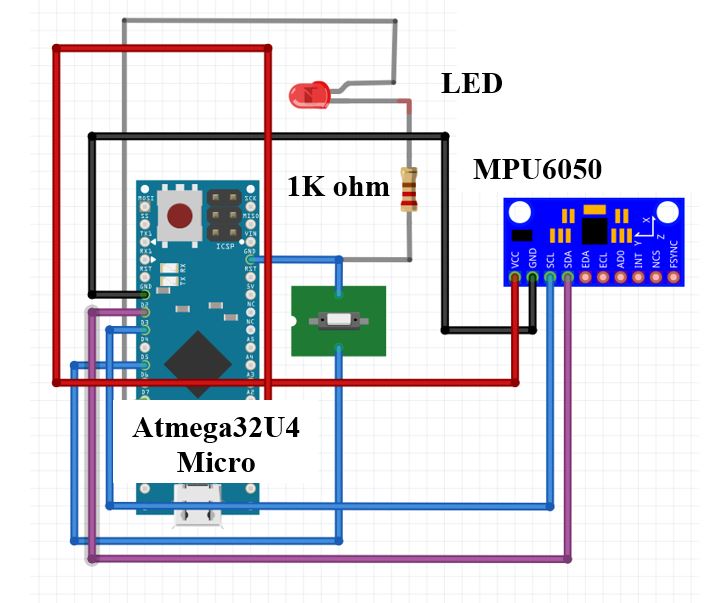 LED
MPU6050
1K ohm
MOSI
SS
TX1
RX1
RST
GND
D2
D3
D4
D5
D6
D7
SCK
MISO
VIN
GND
RST
5V
NC
NC
A5
A4
A3
A2
ICSP
RX
TX
VCC
GND
SCL
SDA
EDA
ECL
AD0
INT
NCS
FSYNC
X
Y
Z
Atmega32U4
Micro